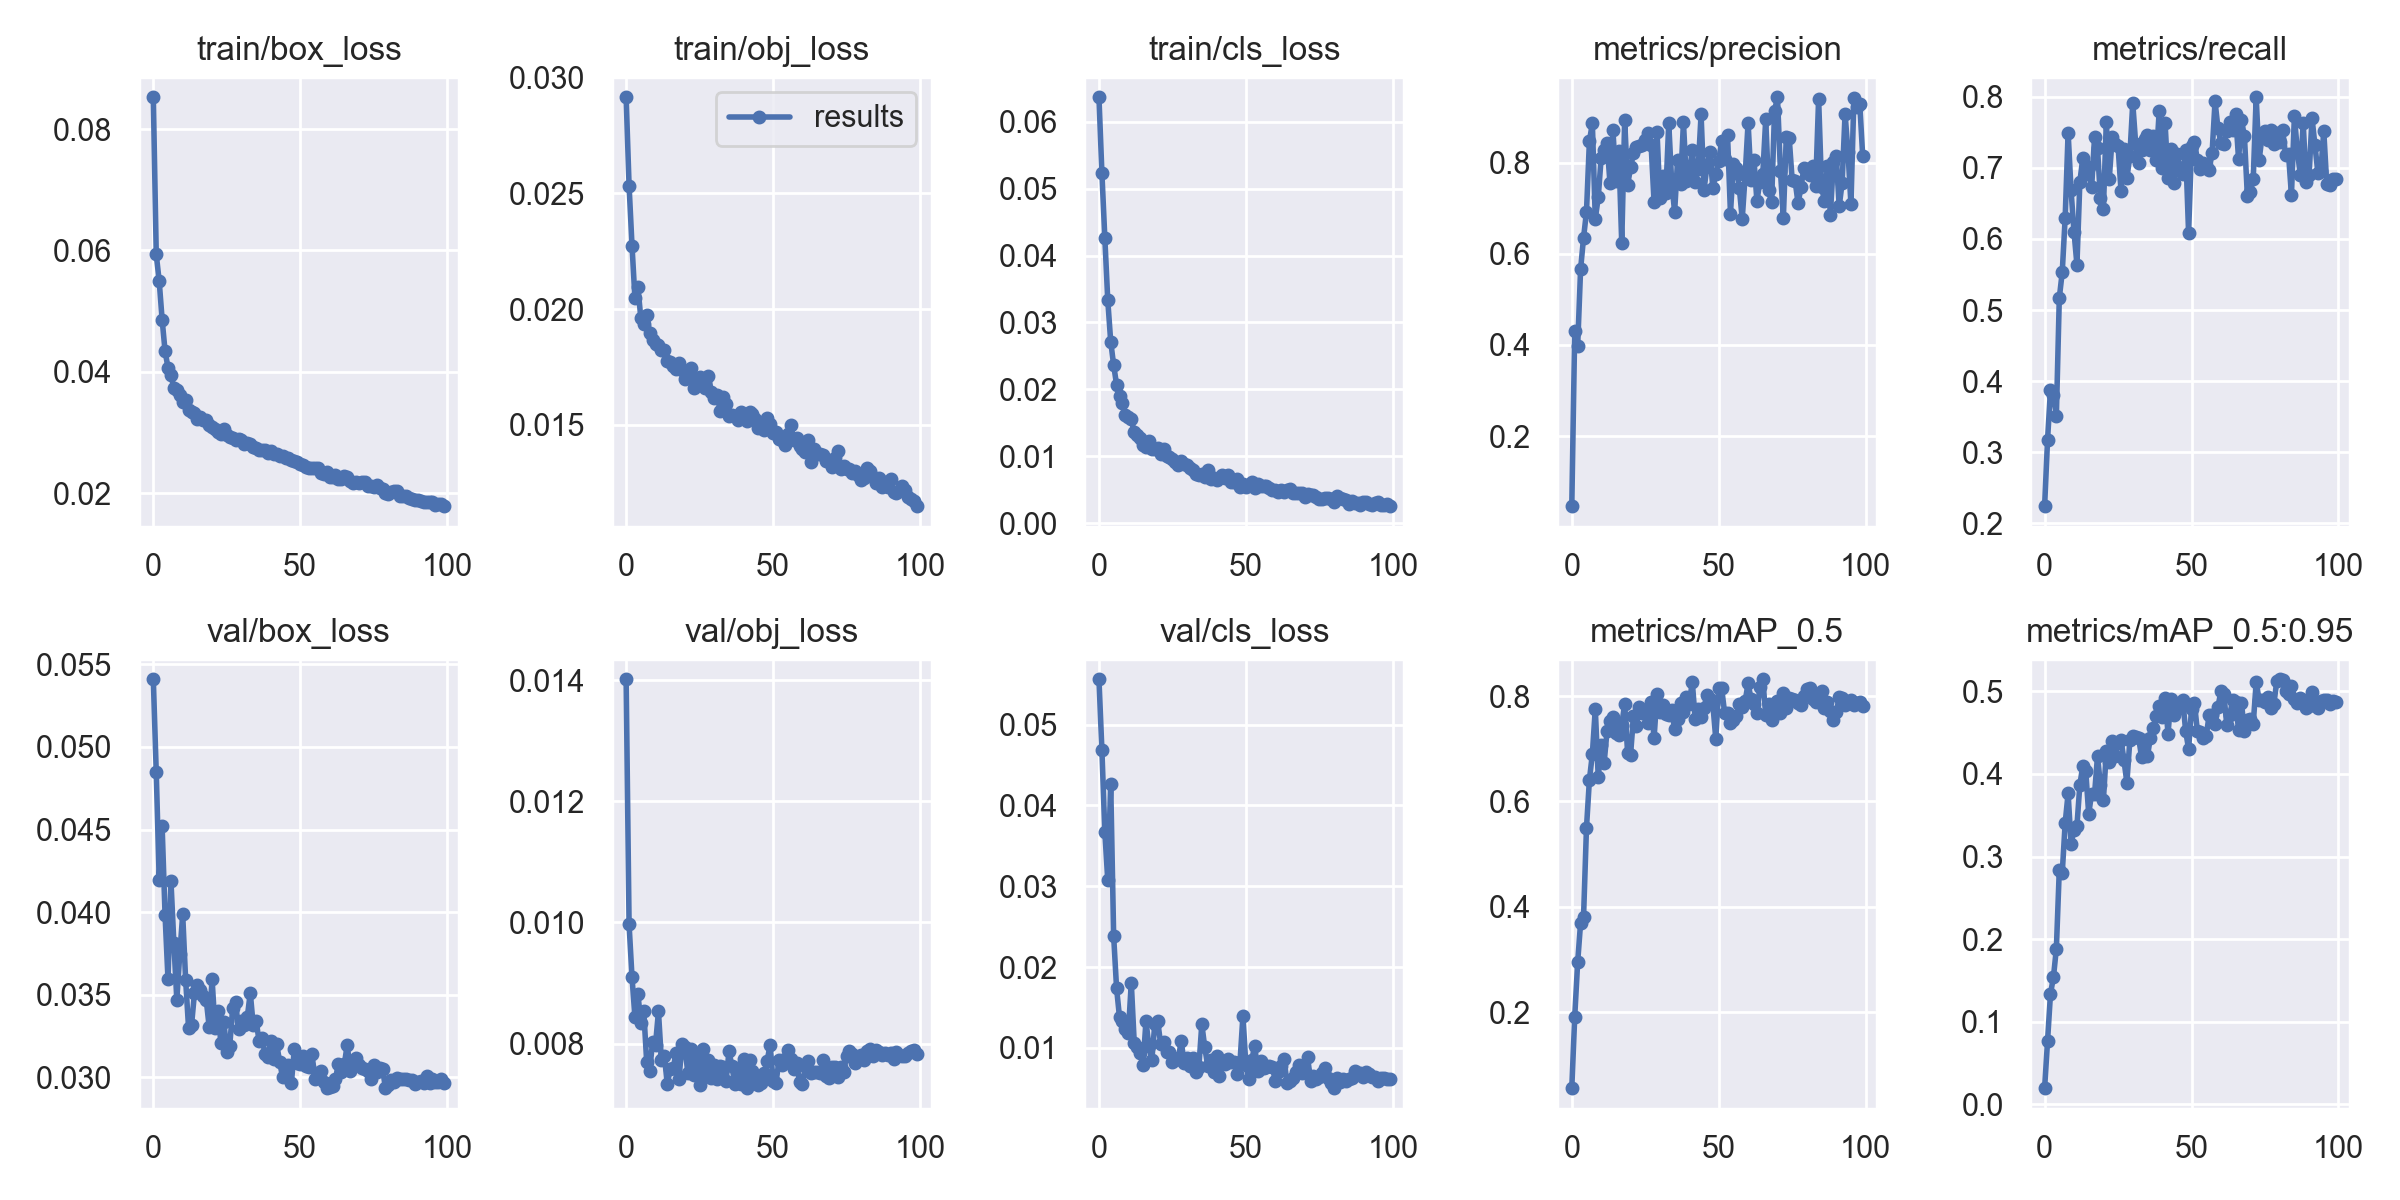 train/box_loss
0.08
0.06
0.04
0.02
0 50 100
train/obj_loss
results
0.030
0.025
0.020
0.015
0 50 100
train/cls_loss
0.06
0.05
0.04
0.03
0.02
0.01
0.00
0 50 100
metrics/precision
0.8
0.6
0.4
0.2
0 50 100
metrics/recall
0.8
0.7
0.6
0.5
0.4
0.3
0.2
0 50 100
val/box_loss
0.055
0.050
0.045
0.040
0.035
0.030
0 50 100
val/obj_loss
0.014
0.012
0.010
0.008
0 50 100
val/cls_loss
0.05
0.04
0.03
0.02
0.01
0 50 100
metrics/mAP_0.5
0.8
0.6
0.4
0.2
0 50 100
metrics/mAP_0.5:0.95
0.5
0.4
0.3
0.2
0.1
0.0
0 50 100